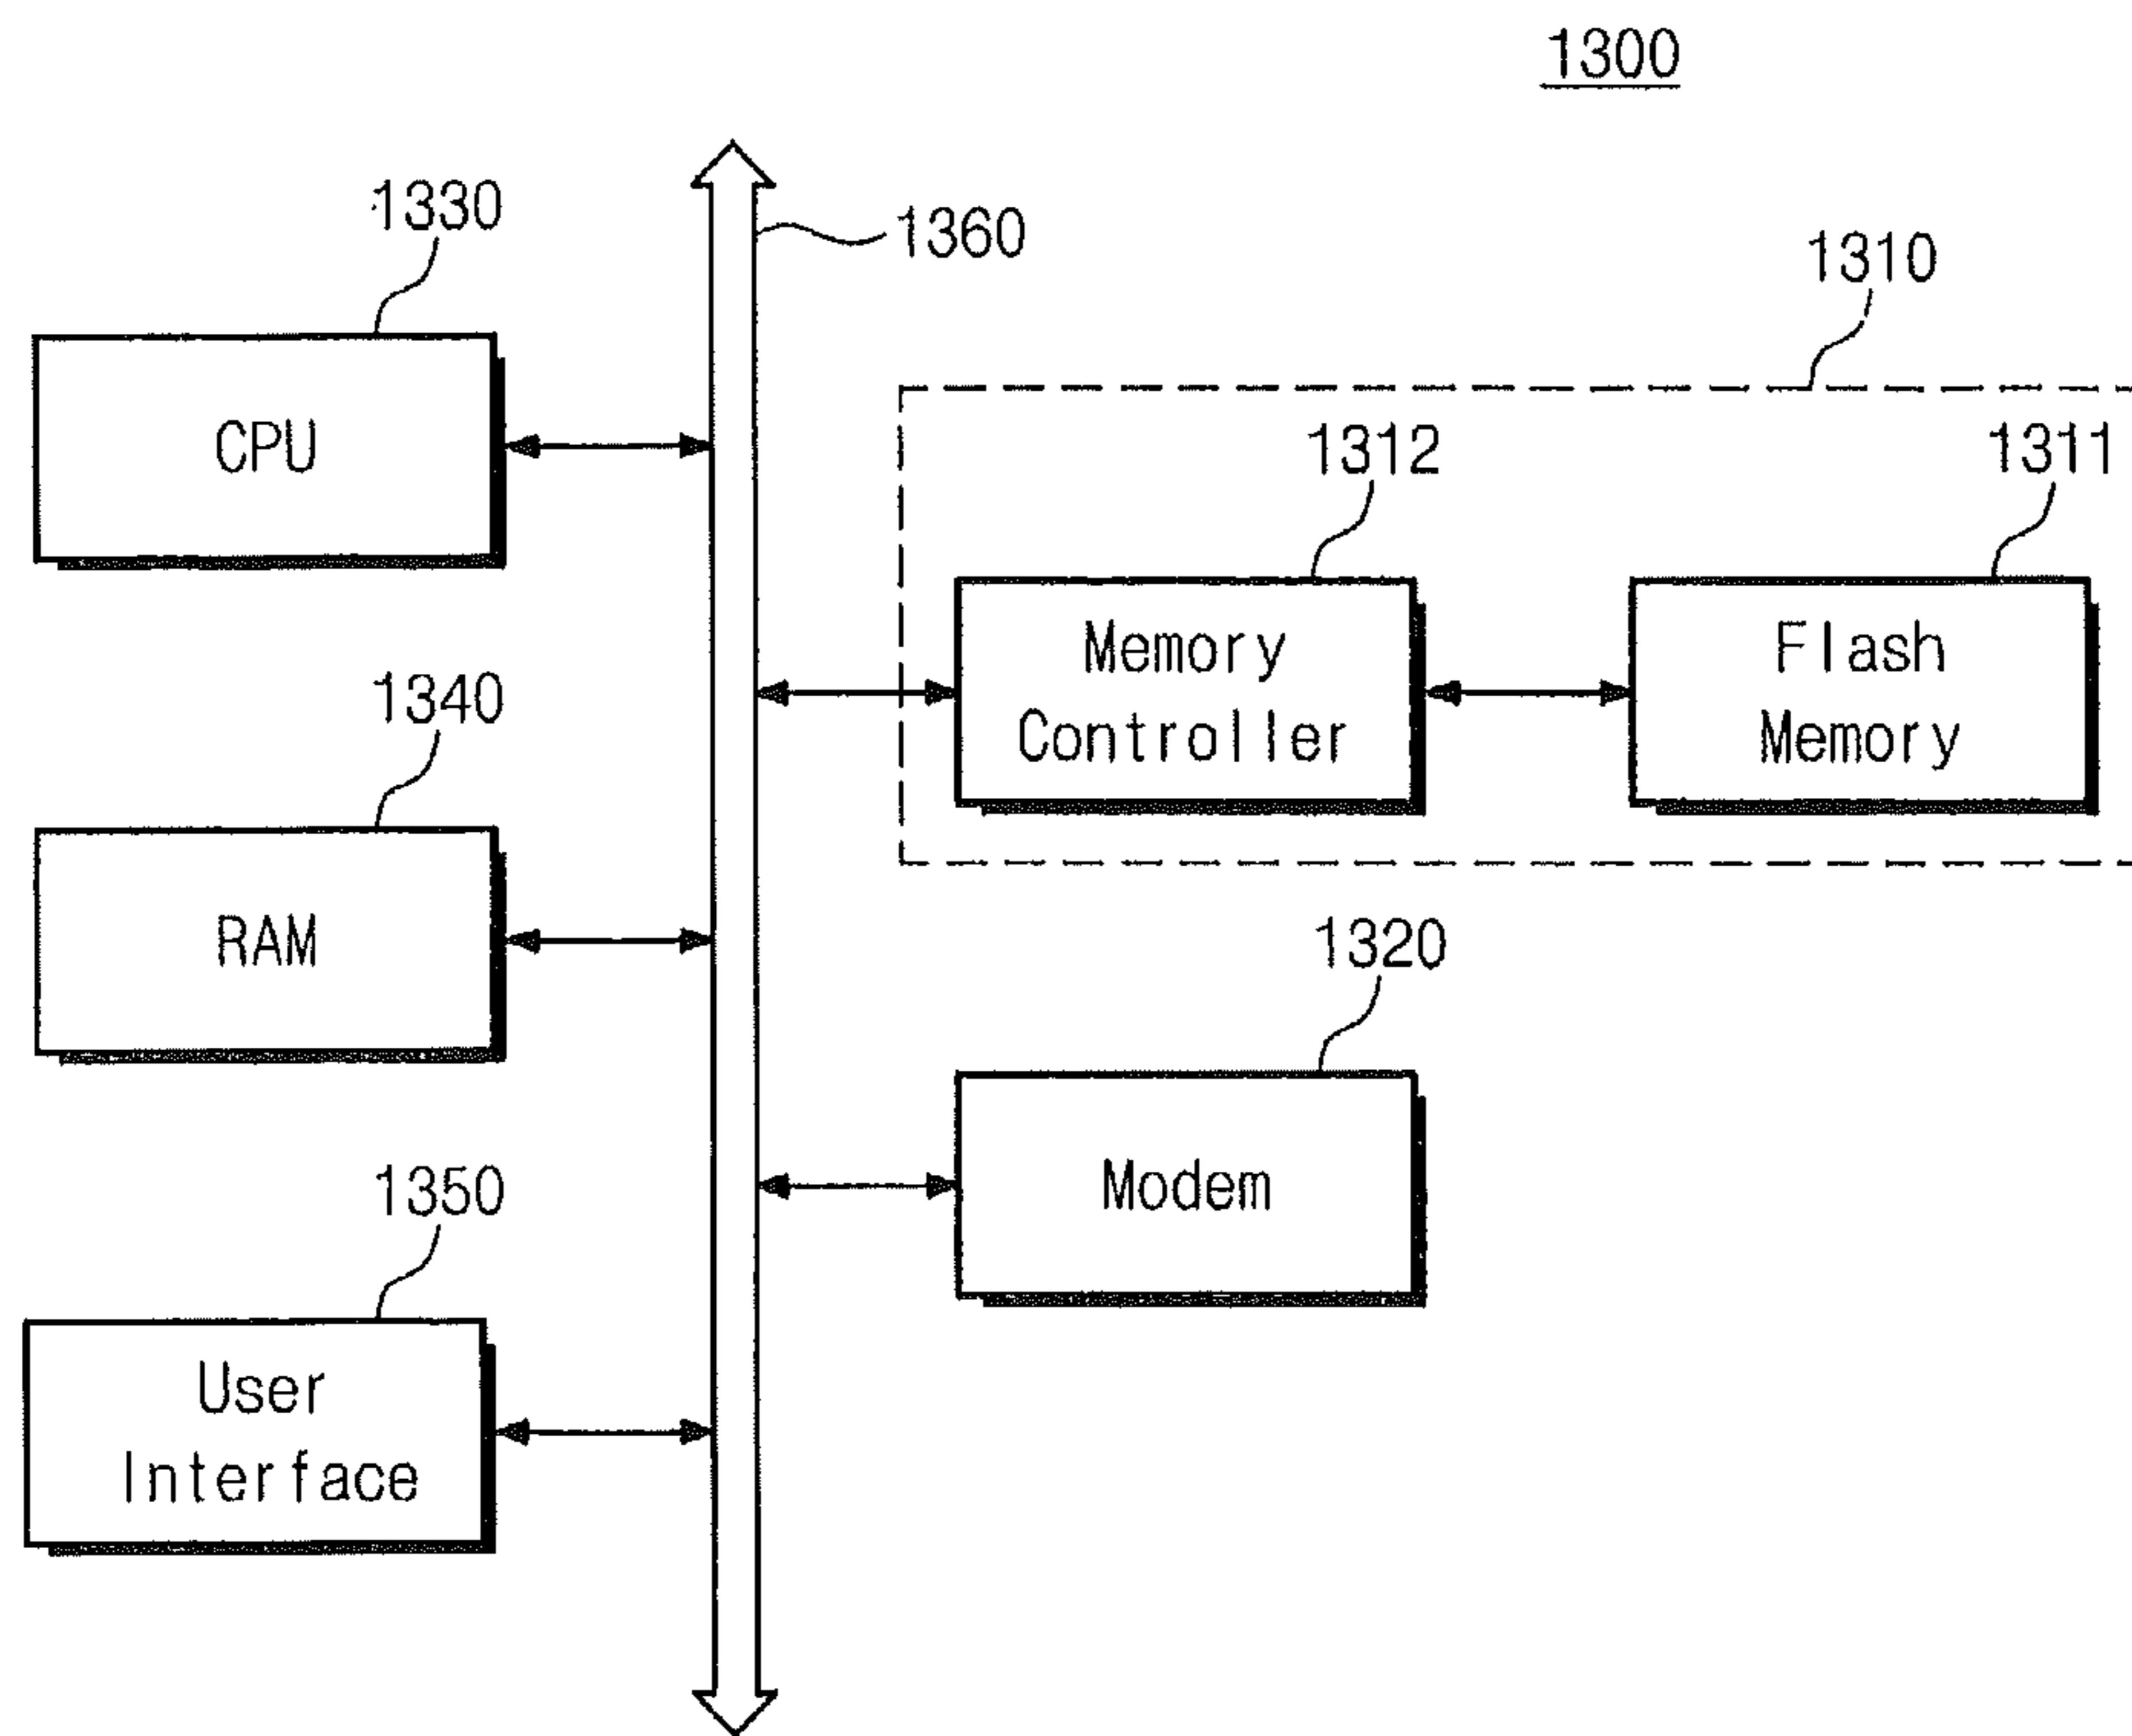 1300
1330
1360
1310
CPU
1312
1311
Memory
Controller
Flash
Memory
1340
RAM
1320
Modem
1350
User
Interface